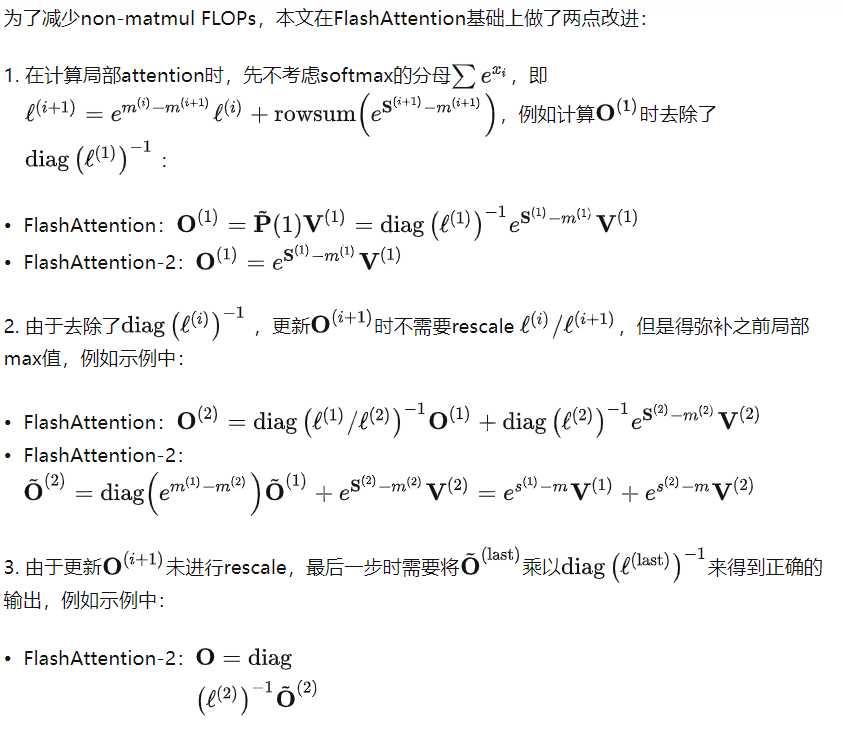 为了减少non-matmul FLOPs，本文在FlashAttention基础上做了两点改进：
1. 在计算局部attention时，先不考虑softmax的分母$\sum e^{x_i}$，即
$\ell^{(i+1)} = e^{m^{(i)}-m^{(i+1)}} \ell^{(i)} + \text{rowsum}\left(e^{\mathbf{S}^{(i+1)}-m^{(i+1)}}\right)$，例如计算$\mathbf{O}^{(1)}$时去除了
$\text{diag}\left(\ell^{(1)}\right)^{-1}$：
• FlashAttention：$\mathbf{O}^{(1)} = \tilde{\mathbf{P}}(1)\mathbf{V}^{(1)} = \text{diag}\left(\ell^{(1)}\right)^{-1} e^{\mathbf{S}^{(1)}-m^{(1)}} \mathbf{V}^{(1)}$
• FlashAttention-2：$\mathbf{O}^{(1)} = e^{\mathbf{S}^{(1)}-m^{(1)}} \mathbf{V}^{(1)}$
2. 由于去除了$\text{diag}\left(\ell^{(i)}\right)^{-1}$，更新$\mathbf{O}^{(i+1)}$时不需要rescale $\ell^{(i)}/\ell^{(i+1)}$，但是得弥补之前局部
max值，例如示例中：
• FlashAttention：$\mathbf{O}^{(2)} = \text{diag}\left(\ell^{(1)}/\ell^{(2)}\right)^{-1} \mathbf{O}^{(1)} + \text{diag}\left(\ell^{(2)}\right)^{-1} e^{\mathbf{S}^{(2)}-m^{(2)}} \mathbf{V}^{(2)}$
• FlashAttention-2：
$\tilde{\mathbf{O}}^{(2)} = \text{diag}\left(e^{m^{(1)}-m^{(2)}}\right) \tilde{\mathbf{O}}^{(1)} + e^{\mathbf{S}^{(2)}-m^{(2)}} \mathbf{V}^{(2)} = e^{s^{(1)}-m} \mathbf{V}^{(1)} + e^{s^{(2)}-m} \mathbf{V}^{(2)}$
3. 由于更新$\mathbf{O}^{(i+1)}$未进行rescale，最后一步时需要将$\tilde{\mathbf{O}}^{(\text{last})}$乘以$\text{diag}\left(\ell^{(\text{last})}\right)^{-1}$来得到正确的
输出，例如示例中：
• FlashAttention-2：$\mathbf{O} = \text{diag}$
$\left(\ell^{(2)}\right)^{-1} \tilde{\mathbf{O}}^{(2)}$